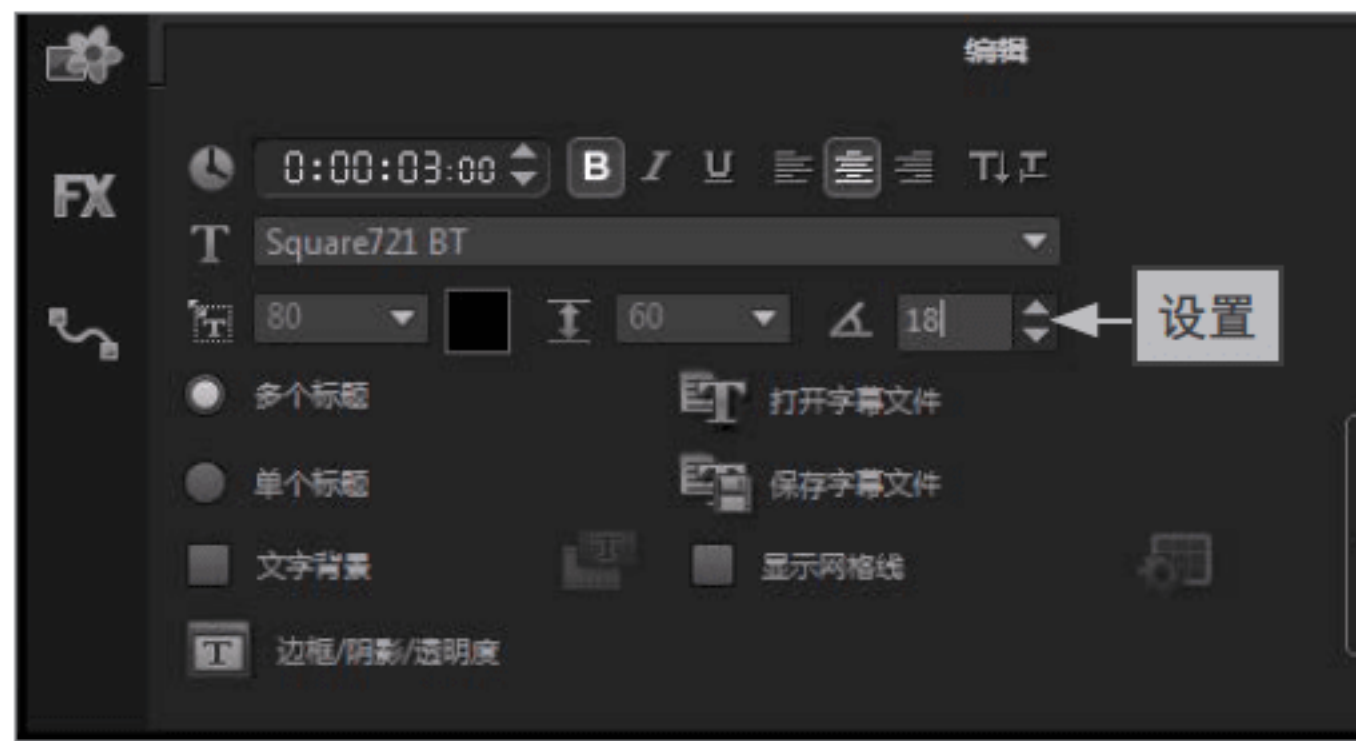 编辑
0:00:03:00 B I U T T
FX
T Square721 BT
T 80 60 18 设置
多个标题 T 打开字幕文件
单个标题 保存字幕文件
文字背景 T 显示网格线
T 边框/阴影/透明度